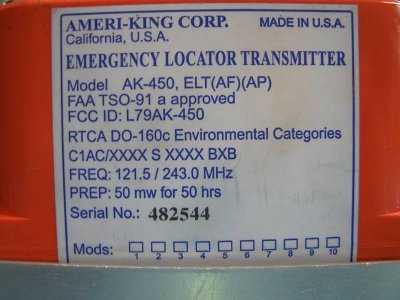 AMERI-KING CORP. MADE IN U.S.A.
California, U.S.A.
EMERGENCY LOCATOR TRANSMITTER
Model AK-450, ELT(AF)(AP)
FAA TSO-91 a approved
FCC ID: L79AK-450
RTCA DO-160c Environmental Categories
C1AC/XXXX S XXXX BXB
FREQ: 121.5 / 243.0 MHz
PREP: 50 mw for 50 hrs
Serial No.: 482544
Mods:
1 2 3 4 5 6 7 8 9 10